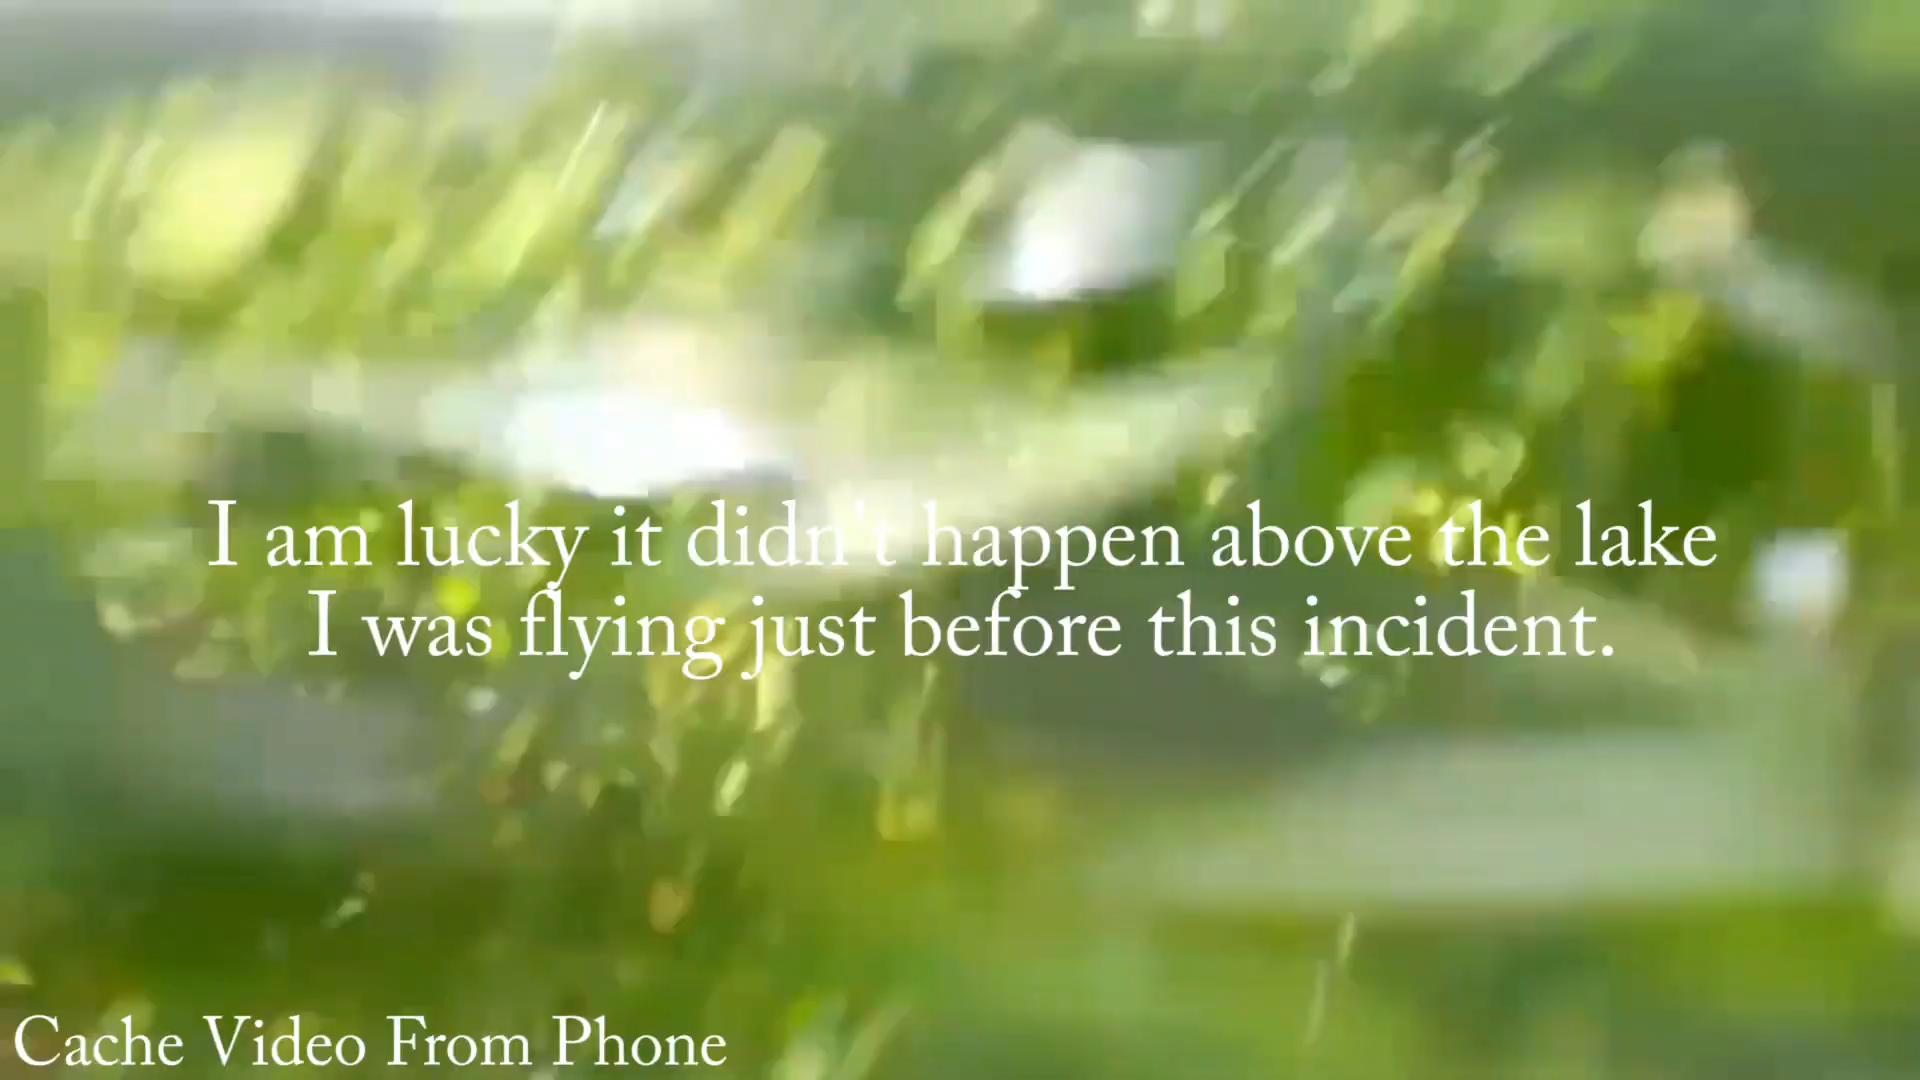 I am lucky it didn't happen above the lake
I was flying just before this incident.
Cache Video From Phone